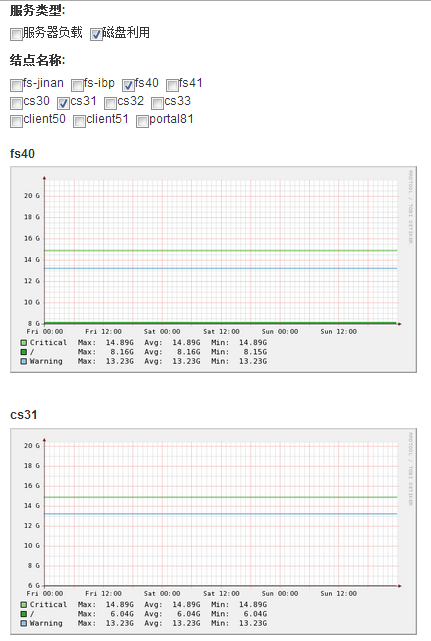 服务类型:
服务器负载 磁盘利用
结点名称:
fs-jinan fs-ibp fs40 fs41
cs30 cs31 cs32 cs33
client50 client51 portal81
fs40
RRDTOOL / TOBI OETIKER
20 G
18 G
16 G
14 G
12 G
10 G
8 G
Fri 00:00 Fri 12:00 Sat 00:00 Sat 12:00 Sun 00:00 Sun 12:00
Critical Max: 14.89G Avg: 14.89G Min: 14.89G
/ Max: 8.16G Avg: 8.16G Min: 8.15G
Warning Max: 13.23G Avg: 13.23G Min: 13.23G
cs31
RRDTOOL / TOBI OETIKER
20 G
18 G
16 G
14 G
12 G
10 G
8 G
6 G
Fri 00:00 Fri 12:00 Sat 00:00 Sat 12:00 Sun 00:00 Sun 12:00
Critical Max: 14.89G Avg: 14.89G Min: 14.89G
/ Max: 6.04G Avg: 6.04G Min: 6.04G
Warning Max: 13.23G Avg: 13.23G Min: 13.23G